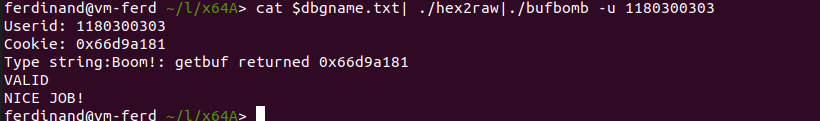 ferdinand@vm-ferd ~/l/x64A> cat $dbgname.txt| ./hex2raw|./bufbomb -u 1180300303
Userid: 1180300303
Cookie: 0x66d9a181
Type string:Boom!: getbuf returned 0x66d9a181
VALID
NICE JOB!
ferdinand@vm-ferd ~/l/x64A>